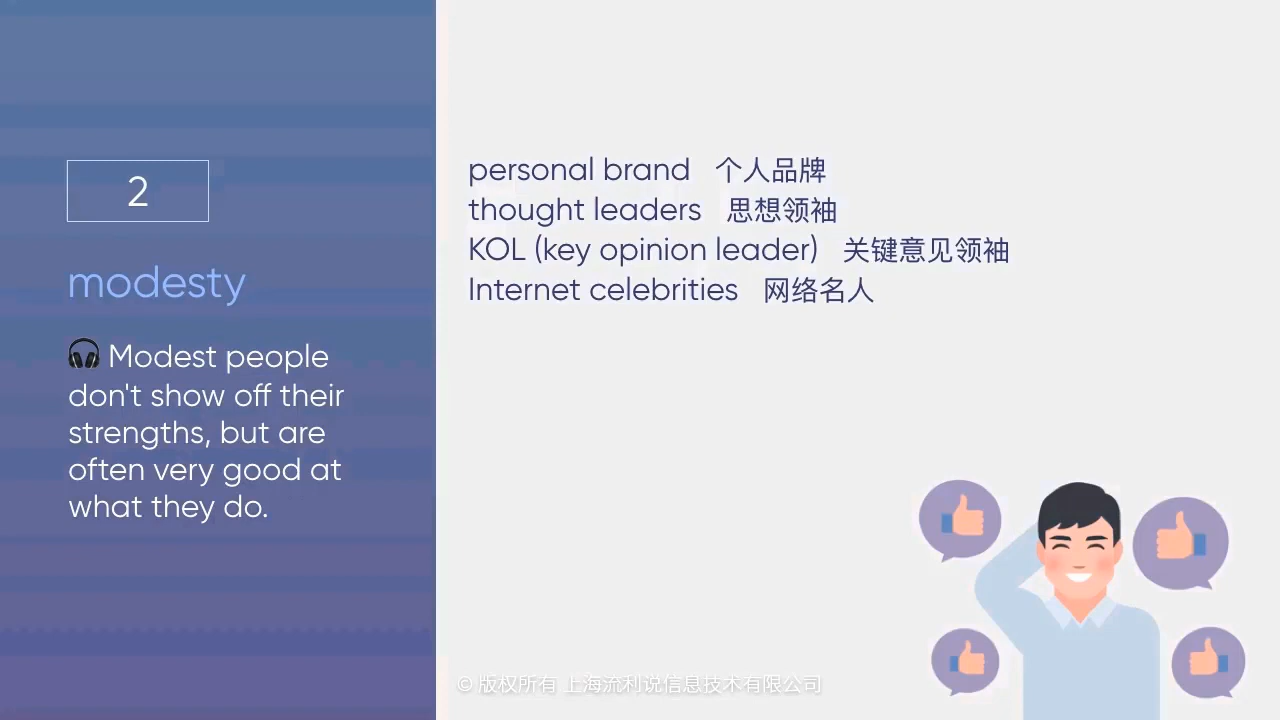 2
modesty
🎧 Modest people
don't show off their
strengths, but are
often very good at
what they do.
personal brand 个人品牌
thought leaders 思想领袖
KOL (key opinion leader) 关键意见领袖
Internet celebrities 网络名人
© 版权所有 上海流利说信息技术有限公司